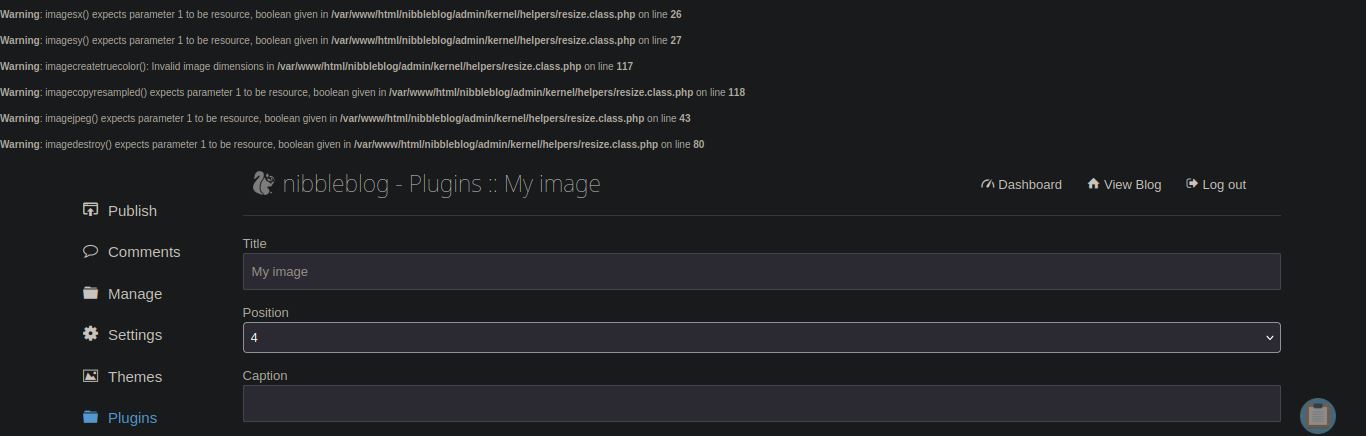 Warning: imagesx() expects parameter 1 to be resource, boolean given in /var/www/html/nibbleblog/admin/kernel/helpers/resize.class.php on line 26
Warning: imagesy() expects parameter 1 to be resource, boolean given in /var/www/html/nibbleblog/admin/kernel/helpers/resize.class.php on line 27
Warning: imagecreatetruecolor(): Invalid image dimensions in /var/www/html/nibbleblog/admin/kernel/helpers/resize.class.php on line 117
Warning: imagecopyresampled() expects parameter 1 to be resource, boolean given in /var/www/html/nibbleblog/admin/kernel/helpers/resize.class.php on line 118
Warning: imagejpeg() expects parameter 1 to be resource, boolean given in /var/www/html/nibbleblog/admin/kernel/helpers/resize.class.php on line 43
Warning: imagedestroy() expects parameter 1 to be resource, boolean given in /var/www/html/nibbleblog/admin/kernel/helpers/resize.class.php on line 80
nibbleblog - Plugins :: My image
Dashboard
View Blog
Log out
Publish
Comments
Manage
Settings
Themes
Plugins
Title
My image
Position
4
Caption